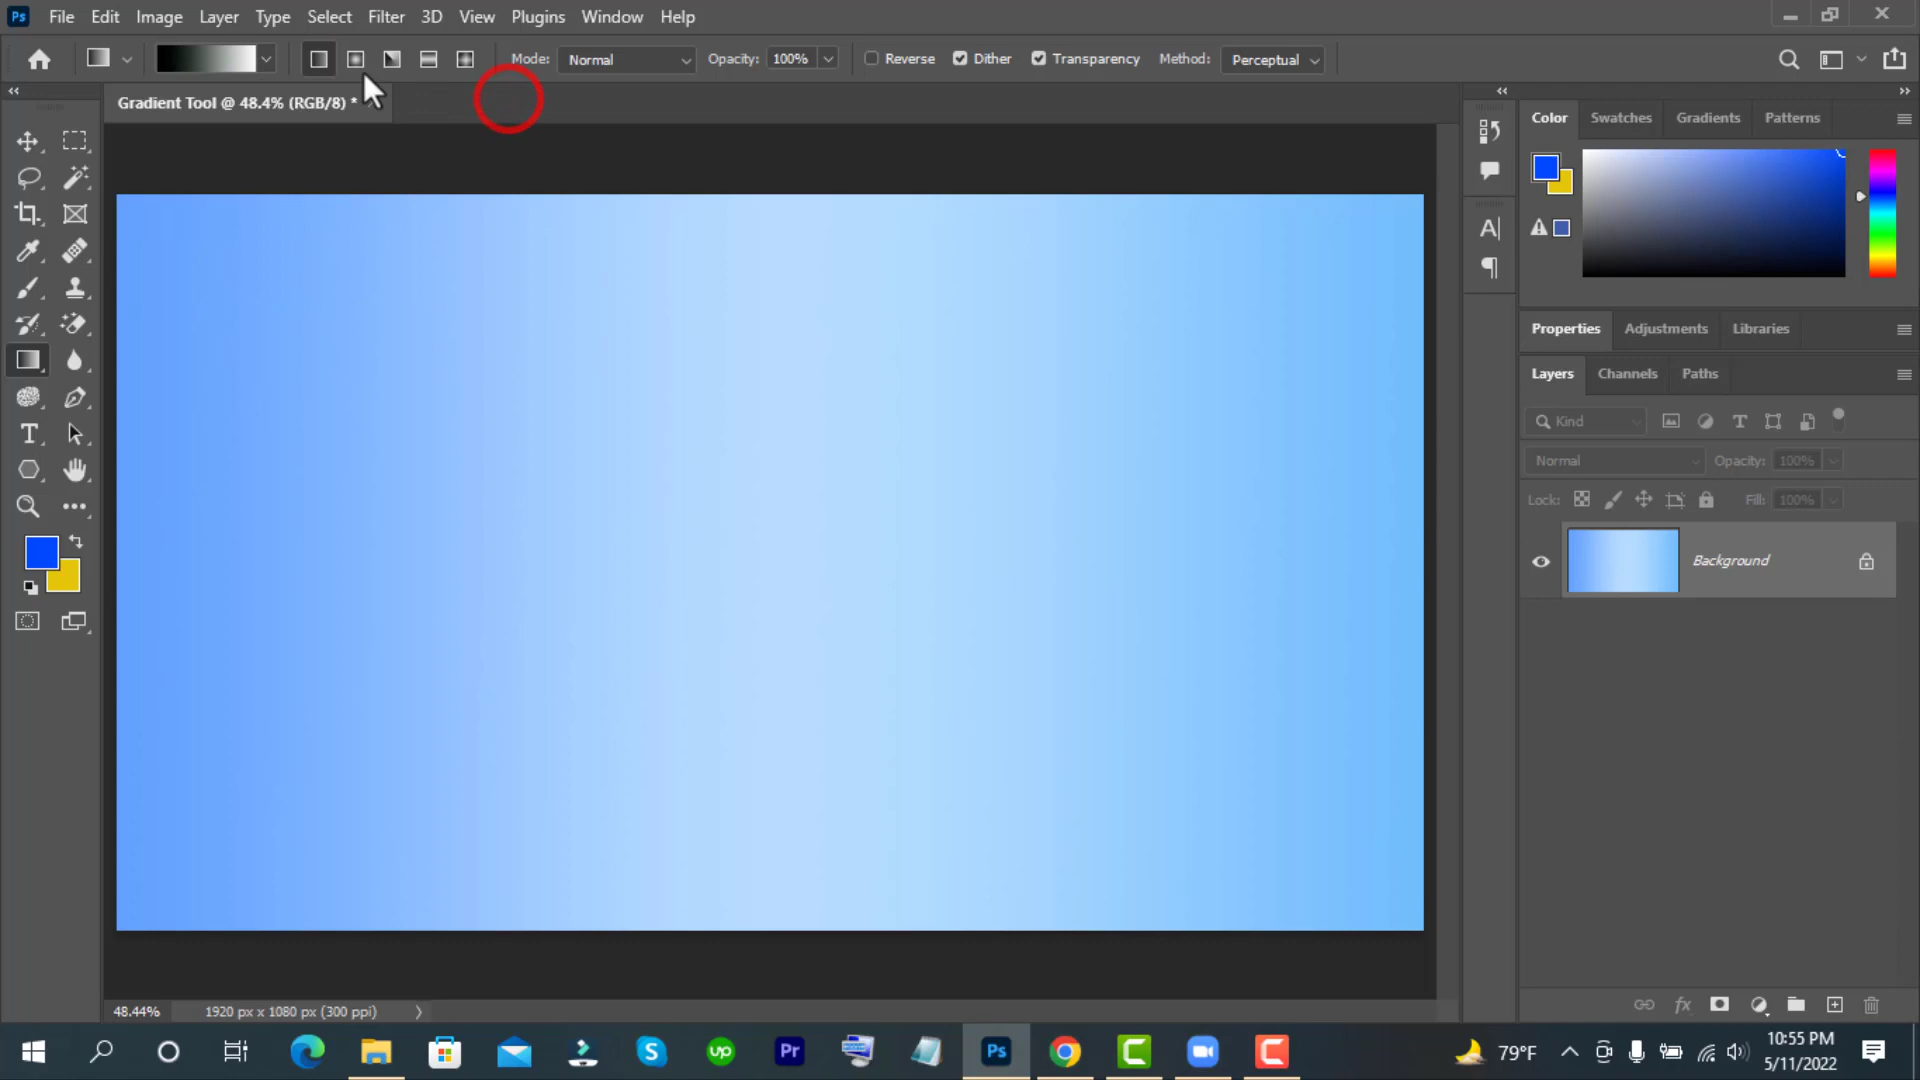 Ps File Edit Image Layer Type Select Filter 3D View Plugins Window Help
Mode: Normal Opacity: 100% Reverse Dither Transparency Method: Perceptual
Gradient Tool @ 48.4% (RGB/8) *
Color Swatches Gradients Patterns
Properties Adjustments Libraries
Layers Channels Paths
Kind
Normal Opacity: 100%
Lock: Fill: 100%
Background
48.44% 1920 px x 1080 px (300 ppi)
up Pr Ps 79°F 10:55 PM
5/11/2022